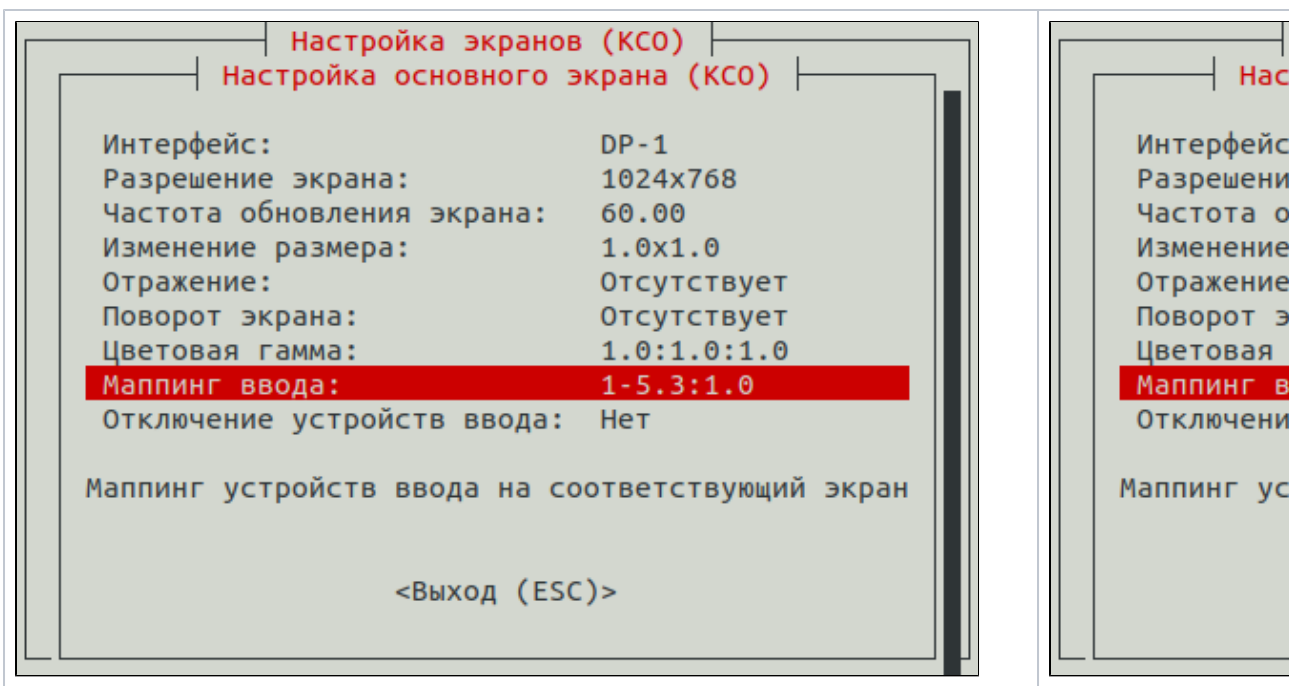 Настройка экранов (КСО)
Настройка основного экрана (КСО)
Интерфейс: DP-1
Разрешение экрана: 1024x768
Частота обновления экрана: 60.00
Изменение размера: 1.0x1.0
Отражение: Отсутствует
Поворот экрана: Отсутствует
Цветовая гамма: 1.0:1.0:1.0
Маппинг ввода: 1-5.3:1.0
Отключение устройств ввода: Нет
Маппинг устройств ввода на соответствующий экран
<Выход (ESC)>
Нас
Интерфейс
Разрешени
Частота о
Изменение
Отражение
Поворот э
Цветовая
Маппинг в
Отключени
Маппинг ус